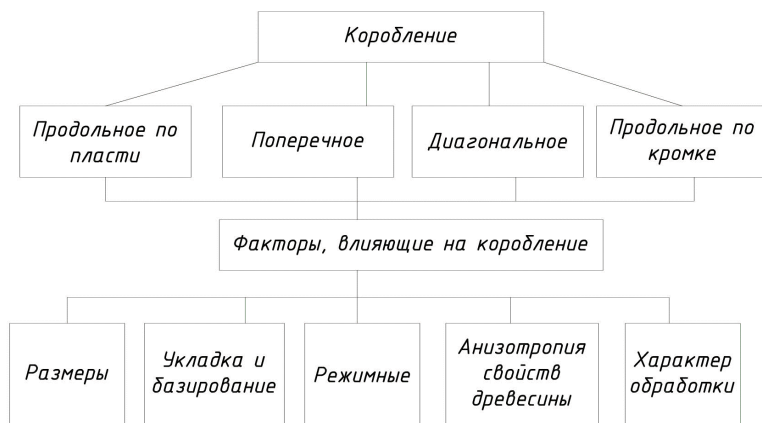 Коробление
Продольное по
пласти
Поперечное
Диагональное
Продольное по
кромке
Факторы, влияющие на коробление
Размеры
Укладка и
базирование
Режимные
Анизотропия
свойств
древесины
Характер
обработки